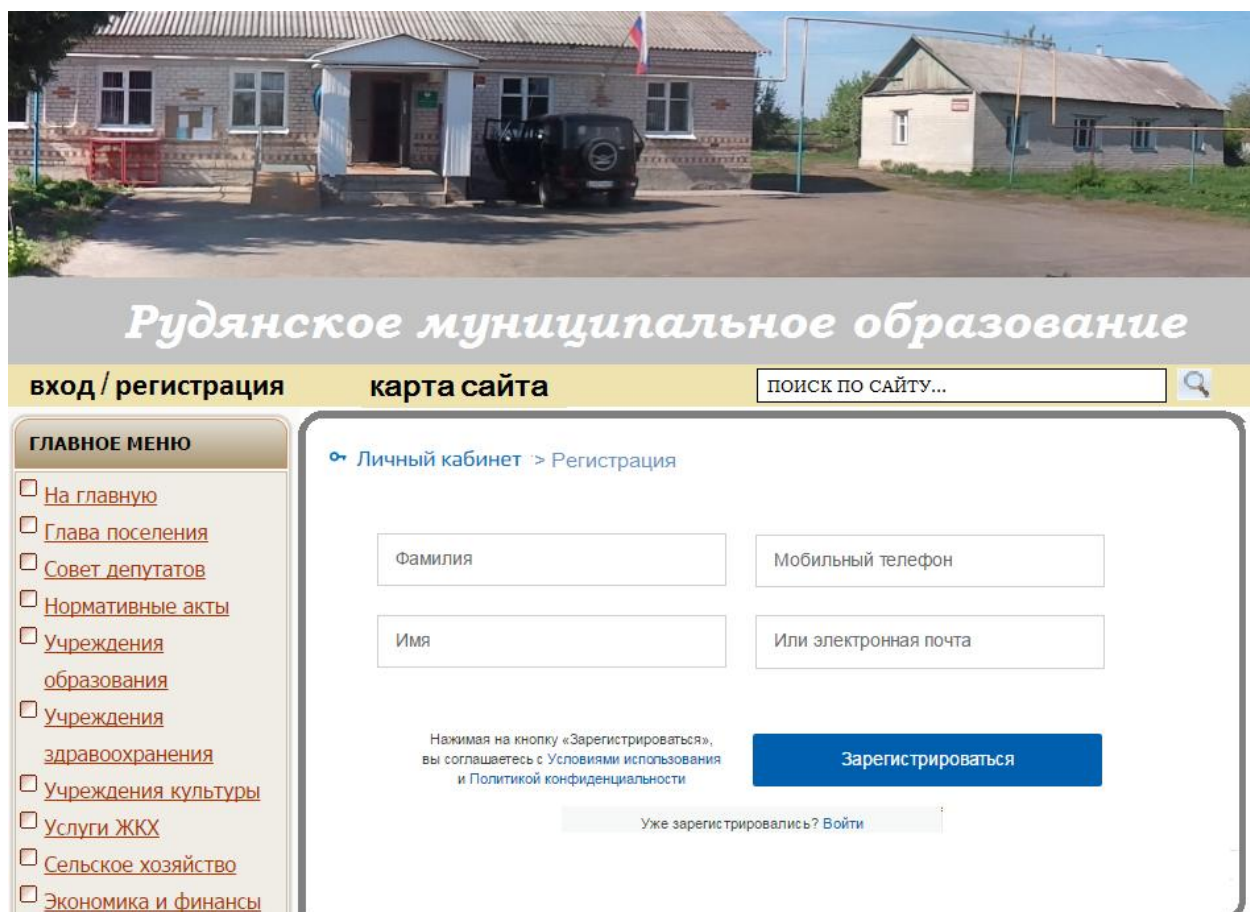 Рудянское муниципальное образование
вход / регистрация
карта сайта
ПОИСК ПО САЙТУ...
ГЛАВНОЕ МЕНЮ
На главную
Глава поселения
Совет депутатов
Нормативные акты
Учреждения
образования
Учреждения
здравоохранения
Учреждения культуры
Услуги ЖКХ
Сельское хозяйство
Экономика и финансы
Личный кабинет > Регистрация
Фамилия
Мобильный телефон
Имя
Или электронная почта
Нажимая на кнопку «Зарегистрироваться»,
вы соглашаетесь с Условиями использования
и Политикой конфиденциальности
Зарегистрироваться
Уже зарегистрировались? Войти